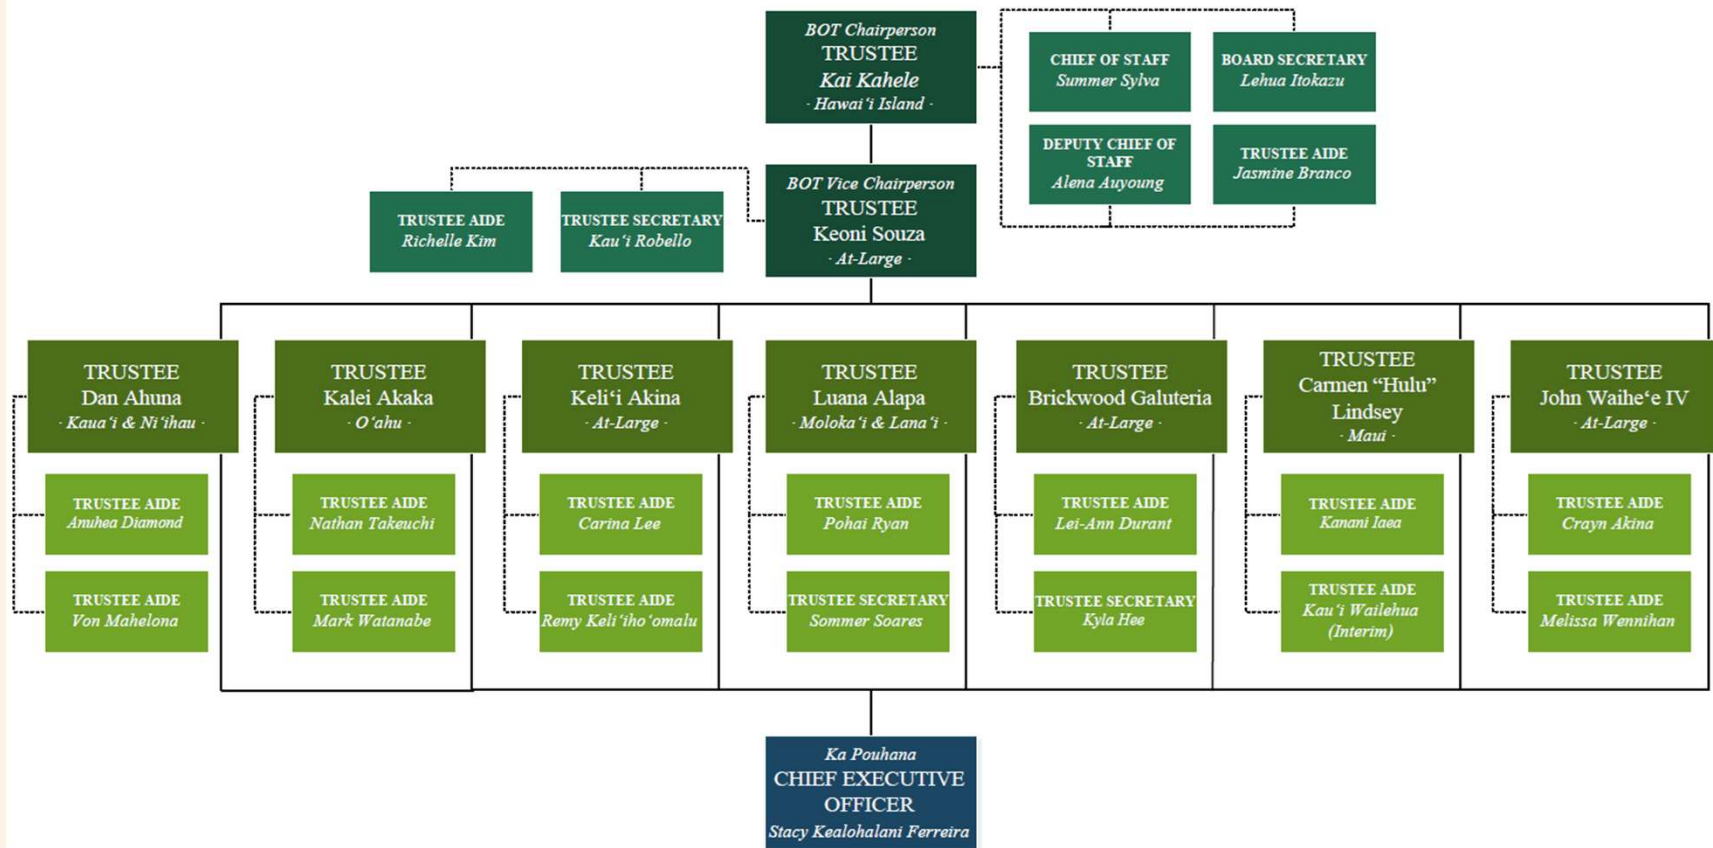 BOT Chairperson
TRUSTEE
Kai Kahele
- Hawai‘i Island -
CHIEF OF STAFF
Summer Sylva
BOARD SECRETARY
Lehua Itokazu
DEPUTY CHIEF OF
STAFF
Alena Auyoung
TRUSTEE AIDE
Jasmine Branco
BOT Vice Chairperson
TRUSTEE
Keoni Souza
- At-Large -
TRUSTEE AIDE
Richelle Kim
TRUSTEE SECRETARY
Kau‘i Robello
TRUSTEE
Dan Ahuna
- Kaua‘i & Ni‘ihau -
TRUSTEE AIDE
Anuhea Diamond
TRUSTEE AIDE
Von Mahelona
TRUSTEE
Kalei Akaka
- O‘ahu -
TRUSTEE AIDE
Nathan Takeuchi
TRUSTEE AIDE
Mark Watanabe
TRUSTEE
Keli‘i Akina
- At-Large -
TRUSTEE AIDE
Carina Lee
TRUSTEE AIDE
Remy Keli‘iho‘omalu
TRUSTEE
Luana Alapa
- Moloka‘i & Lana‘i -
TRUSTEE AIDE
Pohai Ryan
TRUSTEE SECRETARY
Sommer Soares
TRUSTEE
Brickwood Galuteria
- At-Large -
TRUSTEE AIDE
Lei-Ann Durant
TRUSTEE SECRETARY
Kyla Hee
TRUSTEE
Carmen “Hulu”
Lindsey
- Maui -
TRUSTEE AIDE
Kanani Iaea
TRUSTEE AIDE
Kau‘i Wailehua
(Interim)
TRUSTEE
John Waihe‘e IV
- At-Large -
TRUSTEE AIDE
Crayn Akina
TRUSTEE AIDE
Melissa Wennihan
Ka Pouhana
CHIEF EXECUTIVE
OFFICER
Stacy Kealohalani Ferreira